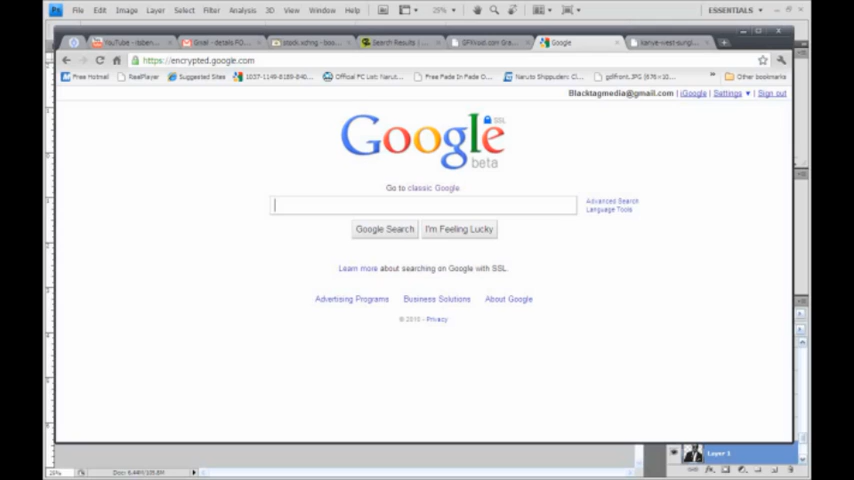 Ps File Edit Image Layer Select Filter Analysis 3D View Window Help 25% ESSENTIALS
Google
https://encrypted.google.com
Free Hotmail RealPlayer Suggested Sites Other bookmarks
Blacktagmedia@gmail.com | iGoogle | Settings ▼ | Sign out
Google SSL
beta
Go to classic Google.
Advanced Search
Language Tools
Google Search I'm Feeling Lucky
Learn more about searching on Google with SSL.
Advertising Programs Business Solutions About Google
© 2010 - Privacy
Layer 1